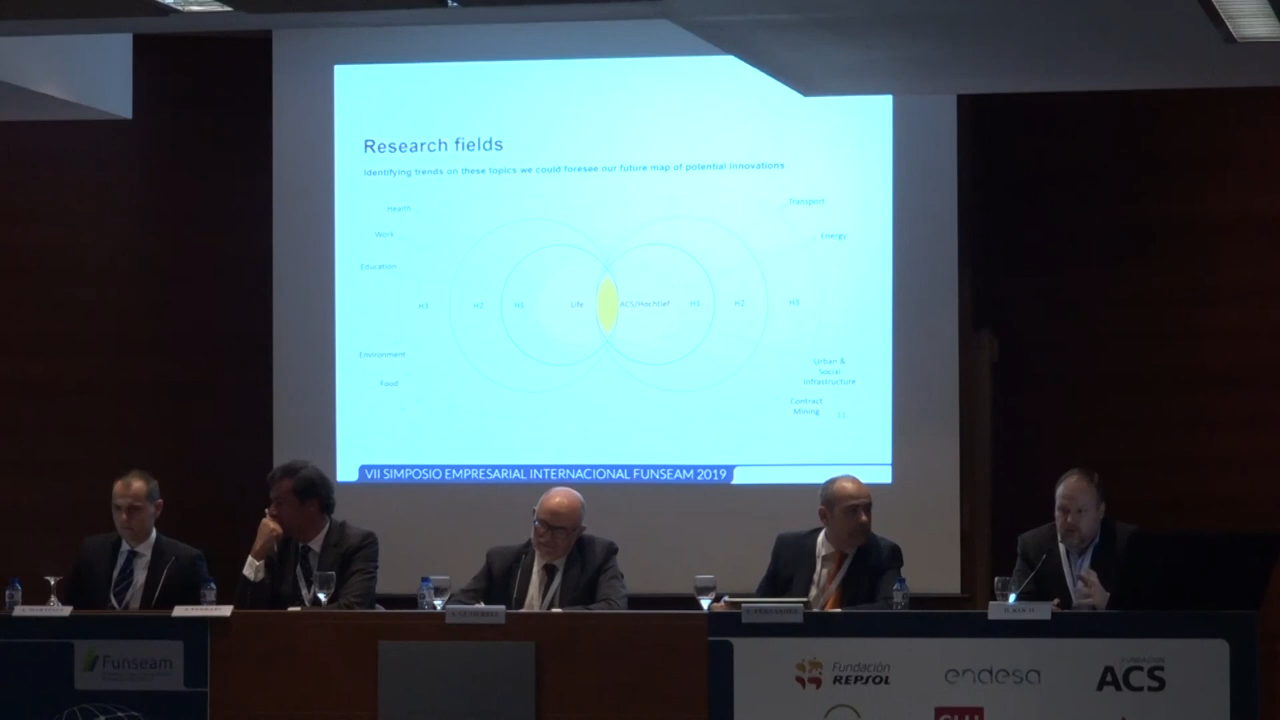 Research fields
Identifying trends on these topics we could foresee our future map of potential innovations
Health
Transport
Work
Energy
Education
H3
H2
H1
Life
ACS/Hochtief
H1
H2
H3
Environment
Urban &
Social
Infrastructure
Food
Contract
Mining
11
VII SIMPOSIO EMPRESARIAL INTERNACIONAL FUNSEAM 2019
Funseam
Fundación
REPSOL
endesa
FUNDACIÓN
ACS